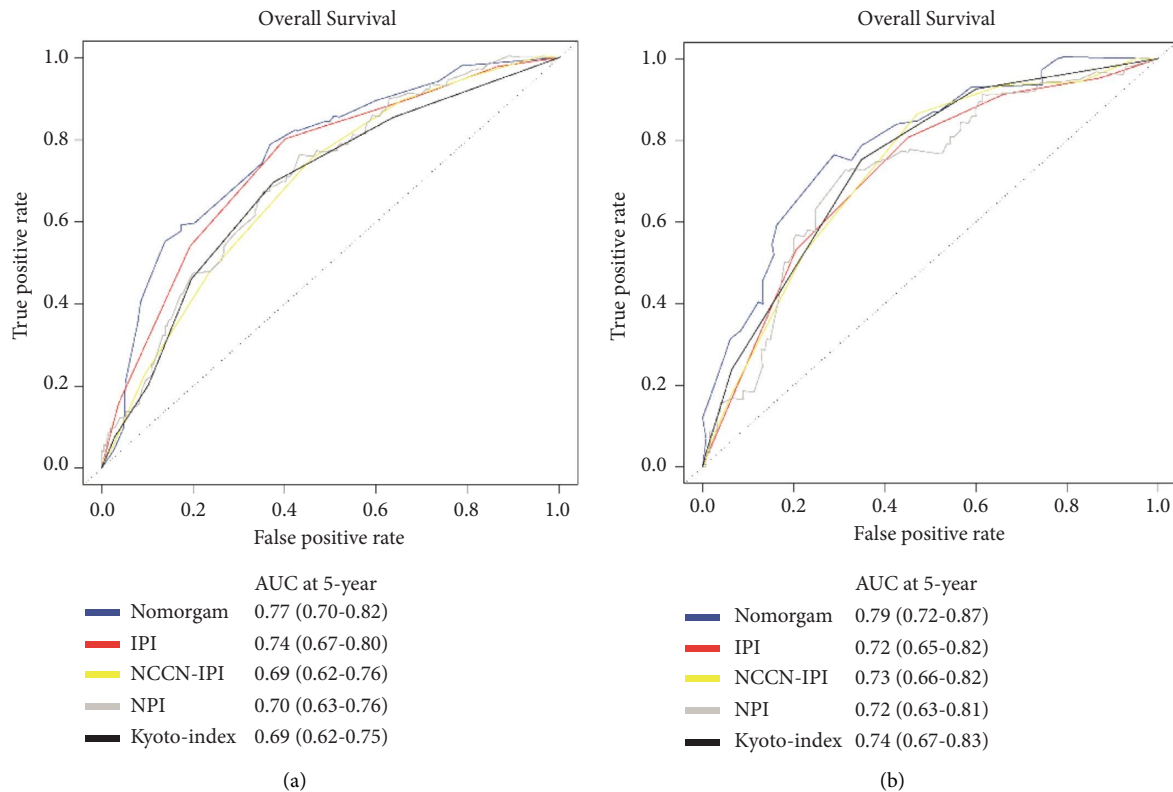 Overall Survival
1.0
0.8
0.6
0.4
0.2
0.0
True positive rate
0.0 0.2 0.4 0.6 0.8 1.0
False positive rate
AUC at 5-year
Nomorgam 0.77 (0.70-0.82)
IPI 0.74 (0.67-0.80)
NCCN-IPI 0.69 (0.62-0.76)
NPI 0.70 (0.63-0.76)
Kyoto-index 0.69 (0.62-0.75)
(a)
Overall Survival
1.0
0.8
0.6
0.4
0.2
0.0
True positive rate
0.0 0.2 0.4 0.6 0.8 1.0
False positive rate
AUC at 5-year
Nomorgam 0.79 (0.72-0.87)
IPI 0.72 (0.65-0.82)
NCCN-IPI 0.73 (0.66-0.82)
NPI 0.72 (0.63-0.81)
Kyoto-index 0.74 (0.67-0.83)
(b)